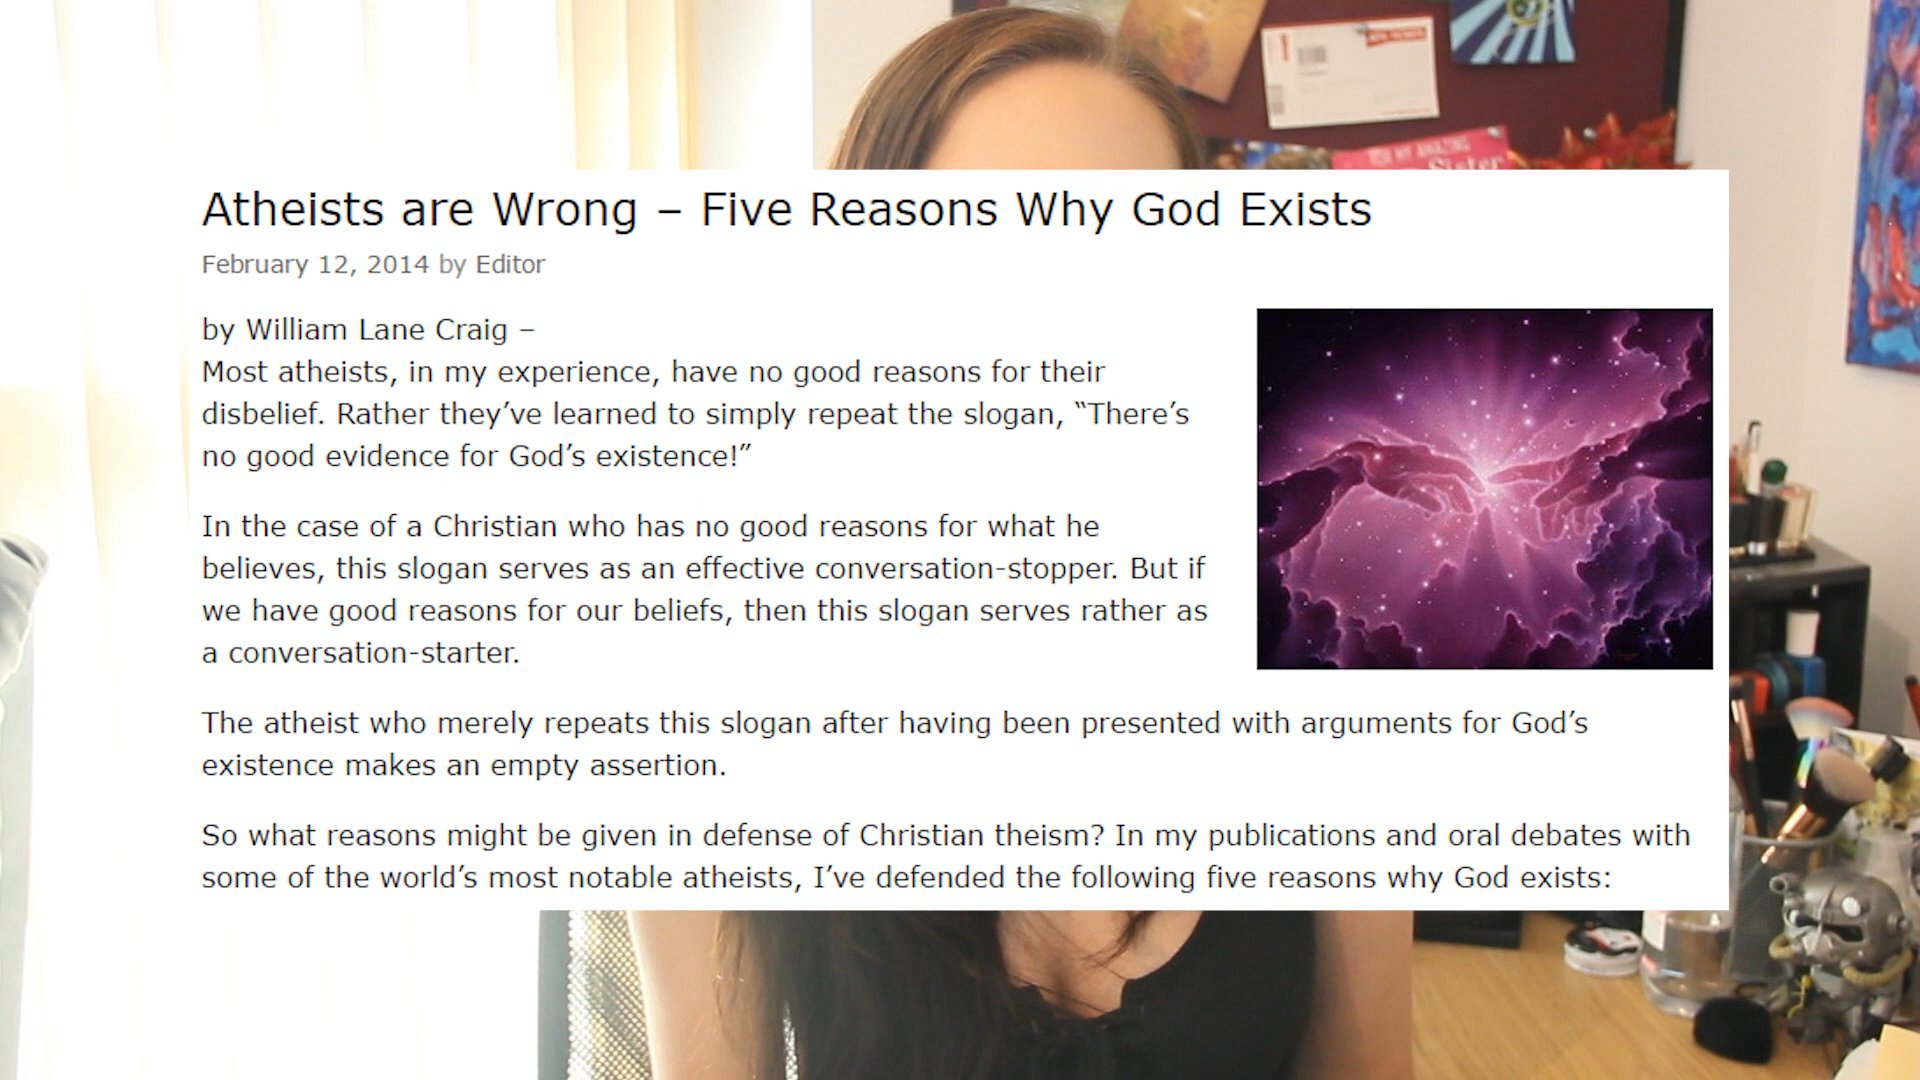 FOR MY AMAZING
Sister
Atheists are Wrong – Five Reasons Why God Exists
February 12, 2014 by Editor
by William Lane Craig –
Most atheists, in my experience, have no good reasons for their
disbelief. Rather they’ve learned to simply repeat the slogan, “There’s
no good evidence for God’s existence!”
In the case of a Christian who has no good reasons for what he
believes, this slogan serves as an effective conversation-stopper. But if
we have good reasons for our beliefs, then this slogan serves rather as
a conversation-starter.
The atheist who merely repeats this slogan after having been presented with arguments for God’s
existence makes an empty assertion.
So what reasons might be given in defense of Christian theism? In my publications and oral debates with
some of the world’s most notable atheists, I’ve defended the following five reasons why God exists: